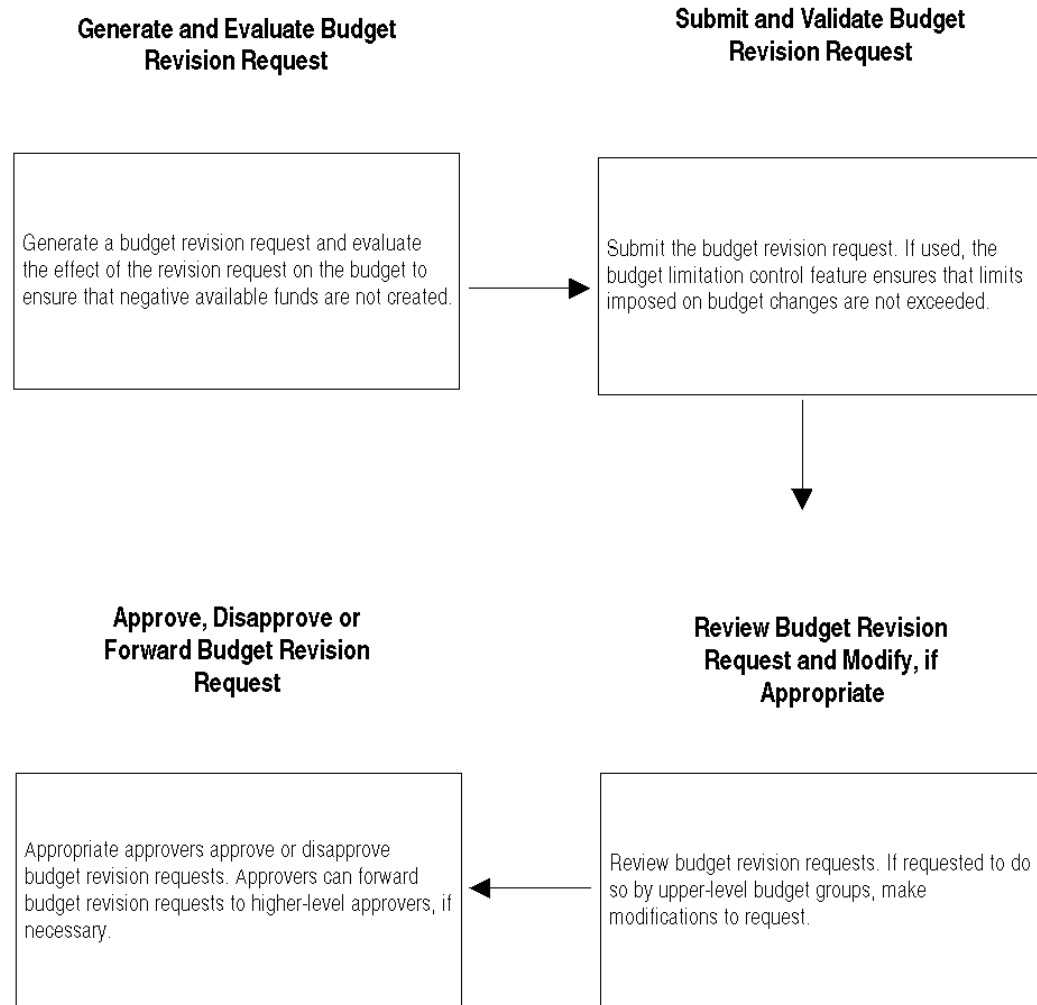 Generate and Evaluate Budget
Revision Request
Submit and Validate Budget
Revision Request
Generate a budget revision request and evaluate
the effect of the revision request on the budget to
ensure that negative available funds are not created.
Submit the budget revision request. If used, the
budget limitation control feature ensures that limits
imposed on budget changes are not exceeded.
Review Budget Revision
Request and Modify, if
Appropriate
Review budget revision requests. If requested to do
so by upper-level budget groups, make
modifications to request.
Approve, Disapprove or
Forward Budget Revision
Request
Appropriate approvers approve or disapprove
budget revision requests. Approvers can forward
budget revision requests to higher-level approvers, if
necessary.